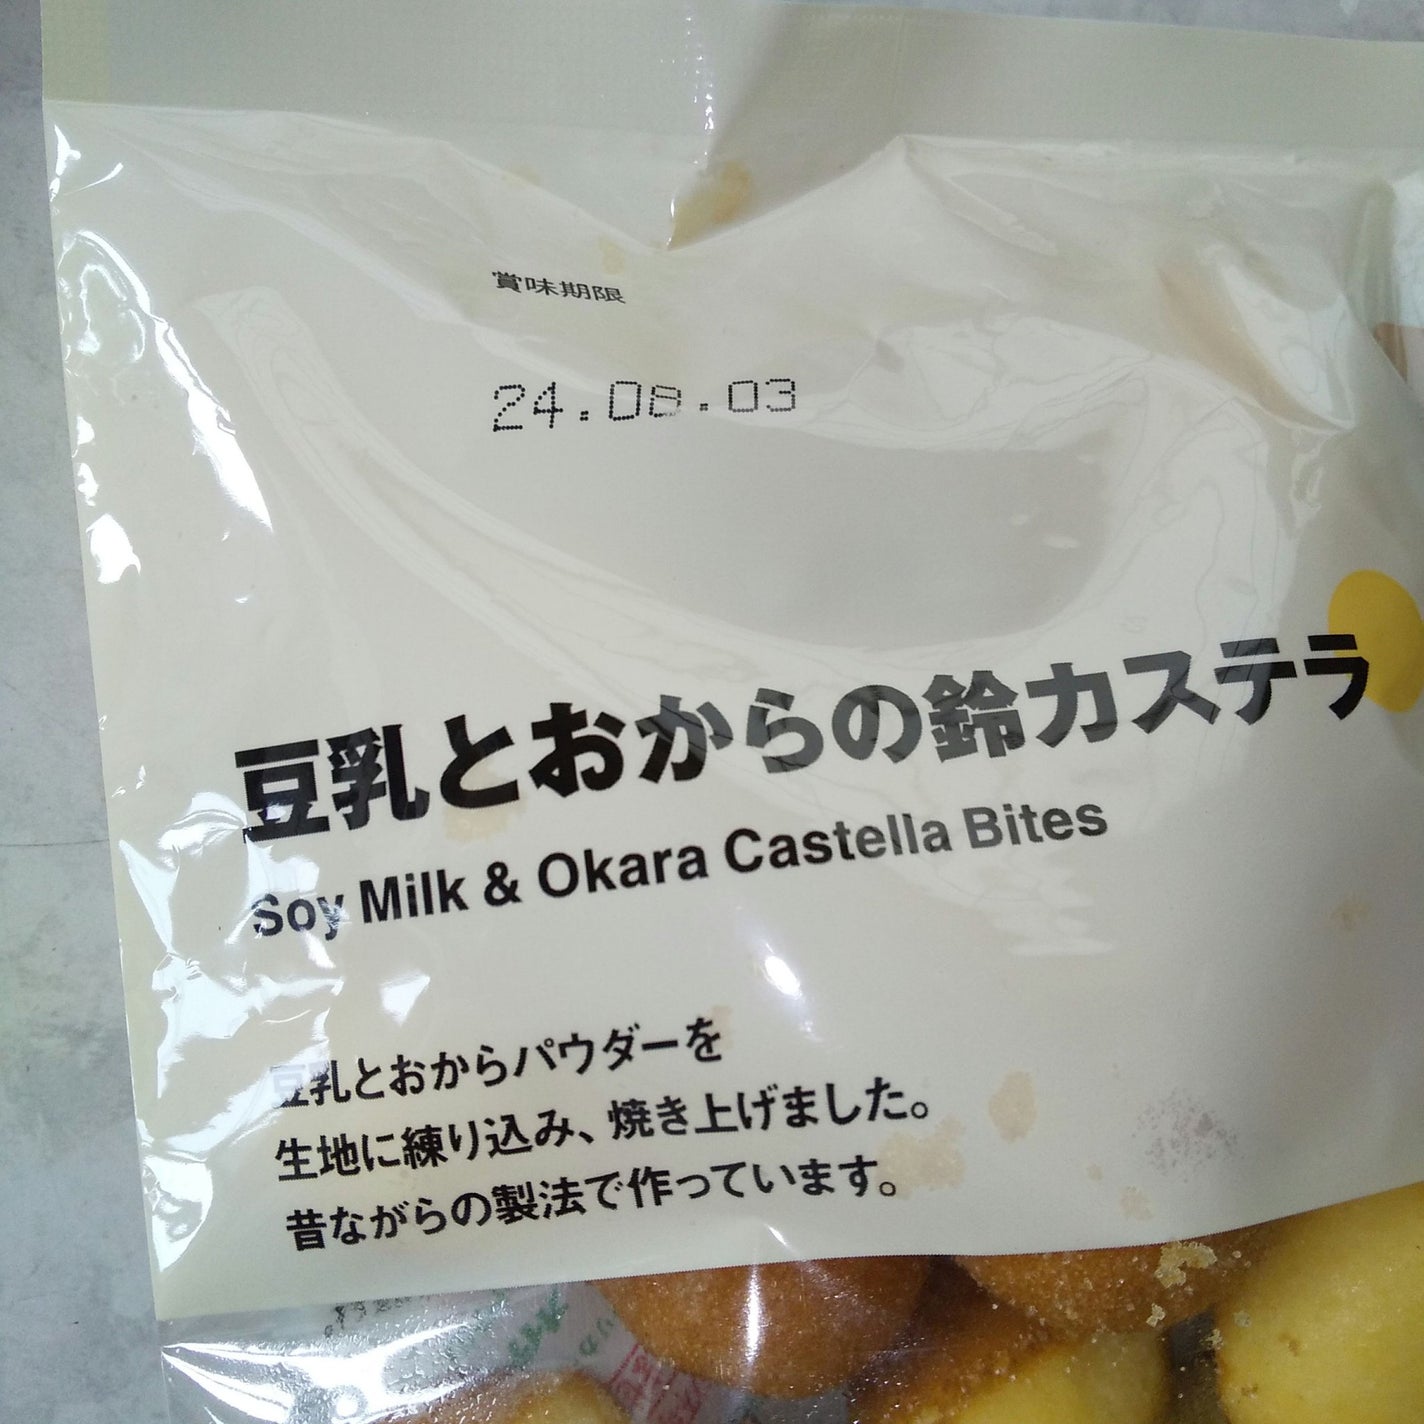 賞味期限
24.08.03
豆乳とおからの鈴カステラ
Soy Milk & Okara Castella Bites
豆乳とおからパウダーを
生地に練り込み、焼き上げました。
昔ながらの製法で作っています。